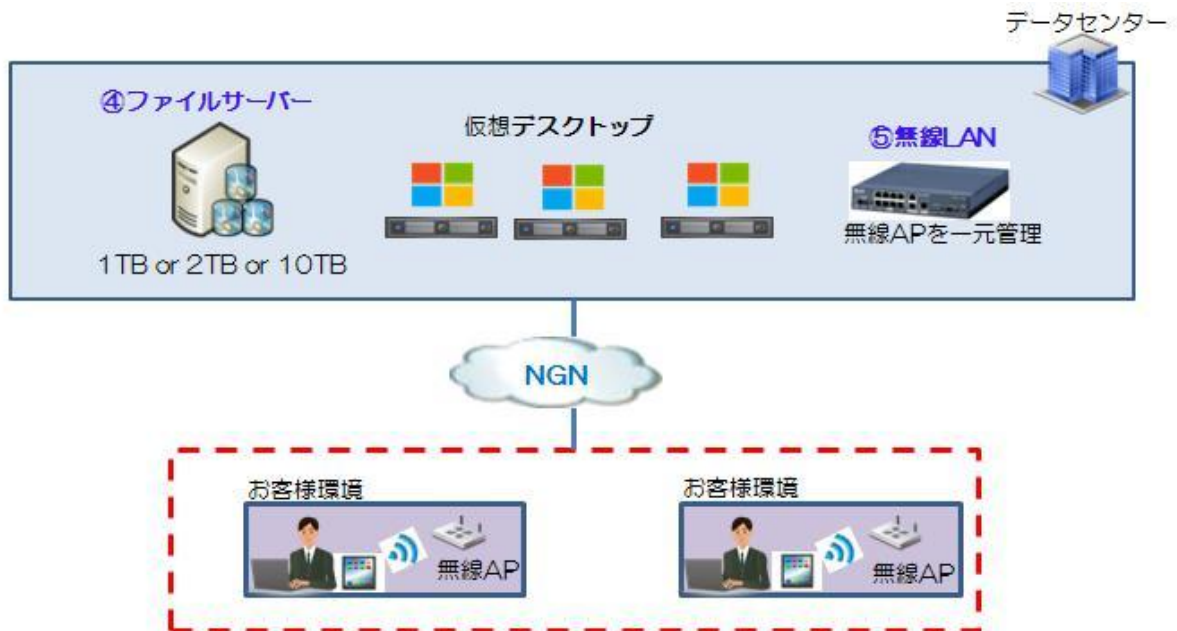 データセンター
④ファイルサーバー
仮想デスクトップ
⑤無線LAN
無線APを一元管理
1TB or 2TB or 10TB
NGN
お客様環境
無線AP
お客様環境
無線AP